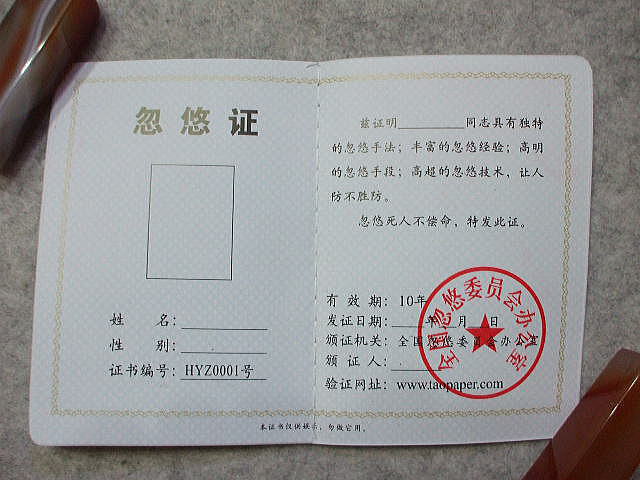 忽悠证
姓 名：
性 别：
证书编号：HYZ0001号
兹证明________同志具有独特
的忽悠手法；丰富的忽悠经验；高明
的忽悠手段；高超的忽悠技术，让人
防不胜防。
忽悠死人不偿命，特发此证。
有 效 期：10年
发证日期：____年__月__日
颁证机关：全国忽悠委员会办公室
颁 证 人：
验证网址：www.taopaper.com
全国忽悠委员会办公室
本证书仅供娱乐，勿做它用。